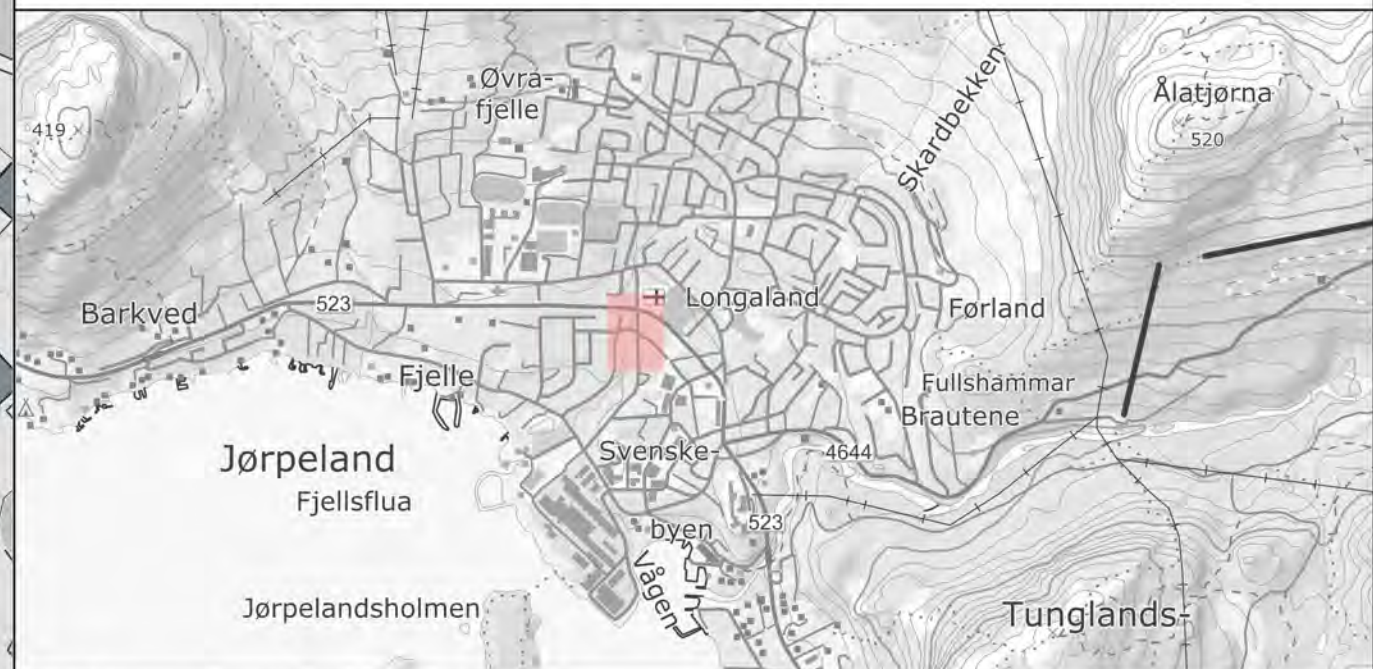 Øvra-
fjelle
Skardbekken
Ålatjørna
520
419
Barkved
523
Longaland
Førland
Fjelle
Fullshammar
Brautene
Jørpeland
Fjellsflua
Svenske-
byen
4644
523
Vågen
Jørpelandsholmen
Tunglands-